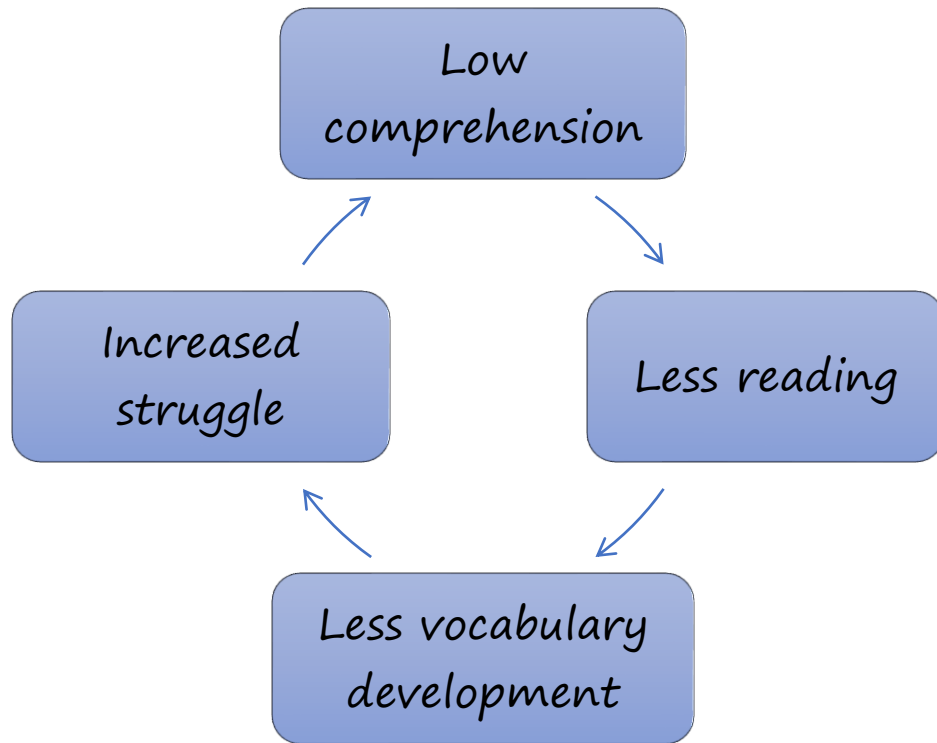 Low
comprehension
Less reading
Less vocabulary
development
Increased
struggle